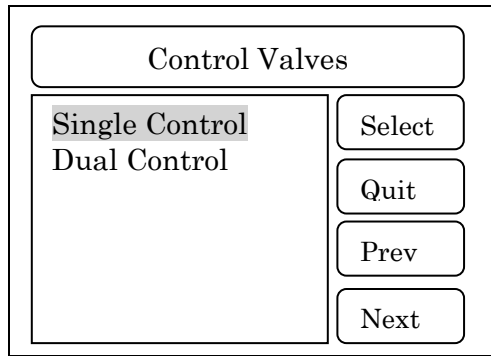 Control Valves
Single Control
Dual Control
Select
Quit
Prev
Next